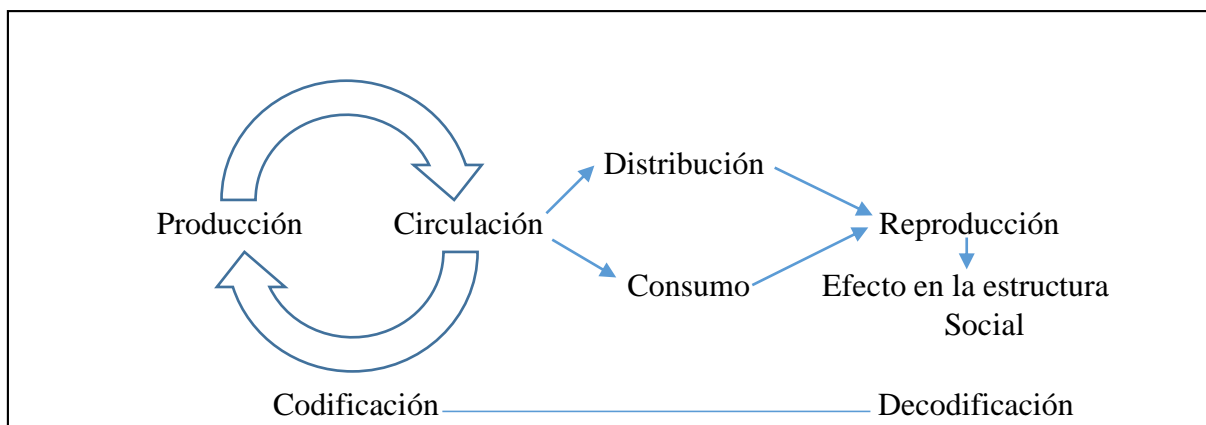 Distribución
Producción Circulación Reproducción
Consumo Efecto en la estructura
Social
Codificación Decodificación